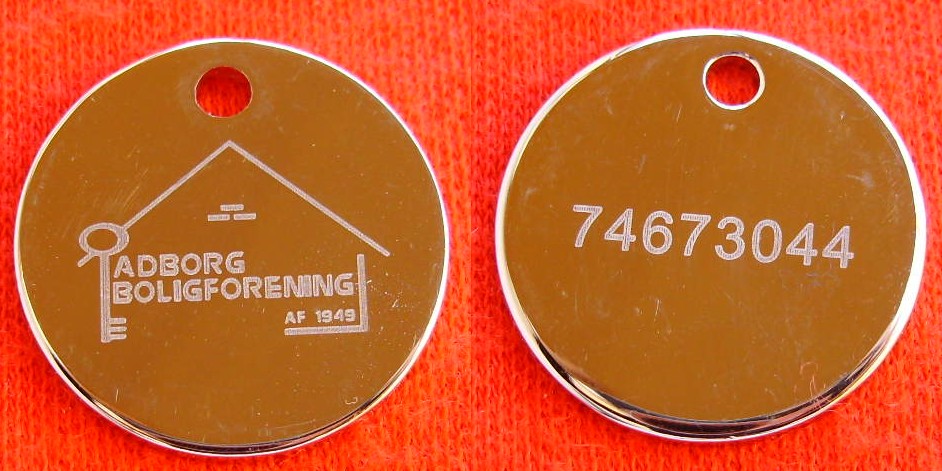 ADBORG
BOLIGFORENING
AF 1949
74673044